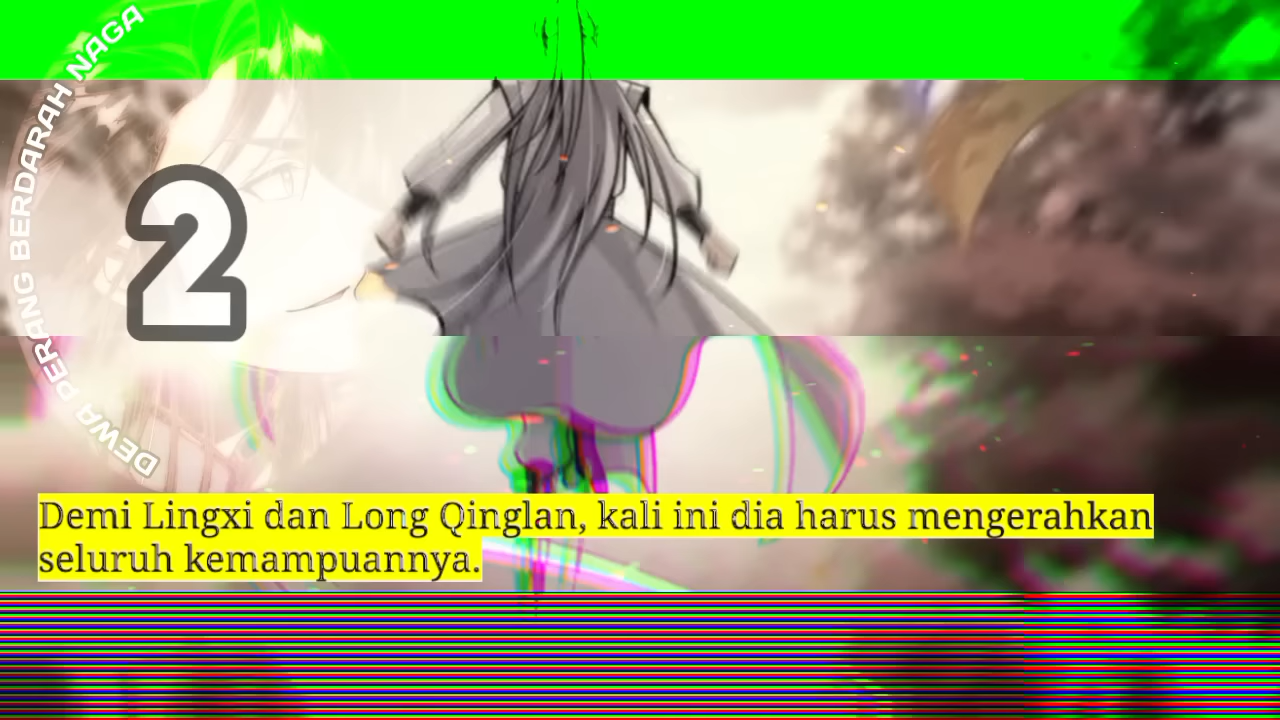 DEWA PERANG BERDARAH NAGA
2
Demi Lingxi dan Long Qinglan, kali ini dia harus mengerahkan
seluruh kemampuannya.